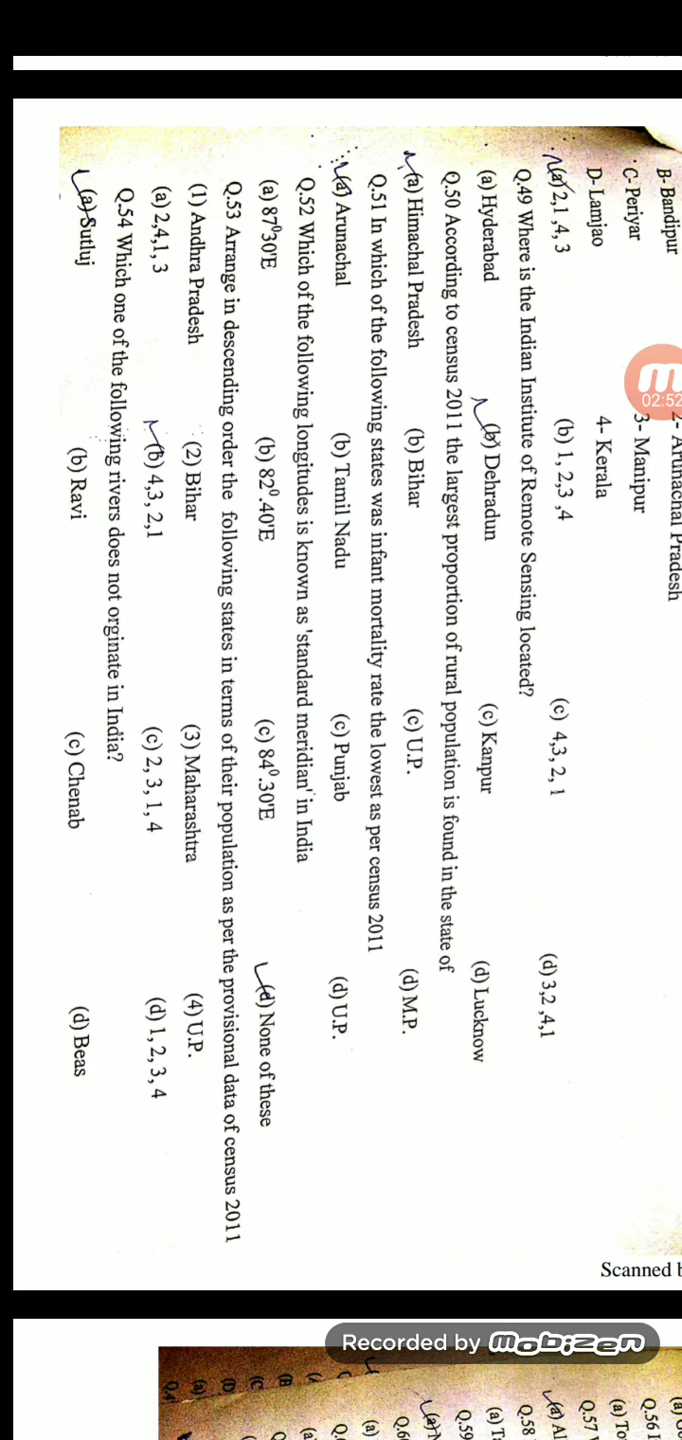 B- Bandipur 2- Arunachal Pradesh
C- Periyar 3- Manipur
D- Lamjao 4- Kerala
(a) 2,1 ,4, 3 (b) 1, 2,3 ,4 (c) 4,3, 2, 1 (d) 3,2 ,4,1
Q.49 Where is the Indian Institute of Remote Sensing located?
(a) Hyderabad (b) Dehradun (c) Kanpur (d) Lucknow
Q.50 According to census 2011 the largest proportion of rural population is found in the state of
(a) Himachal Pradesh (b) Bihar (c) U.P. (d) M.P.
Q.51 In which of the following states was infant mortality rate the lowest as per census 2011
(a) Arunachal (b) Tamil Nadu (c) Punjab (d) U.P.
Q.52 Which of the following longitudes is known as 'standard meridian' in India
(a) 87⁰30'E (b) 82⁰.40'E (c) 84⁰.30'E (d) None of these
Q.53 Arrange in descending order the following states in terms of their population as per the provisional data of census 2011
(1) Andhra Pradesh (2) Bihar (3) Maharashtra (4) U.P.
(a) 2,4,1, 3 (b) 4,3, 2,1 (c) 2, 3, 1, 4 (d) 1, 2, 3, 4
Q.54 Which one of the following rivers does not orginate in India?
(a) Sutluj (b) Ravi (c) Chenab (d) Beas
02:52
Scanned
Recorded by mobizen
Q.56
(a) To
Q.57
(a) Al
Q.58
(a) T
Q.59